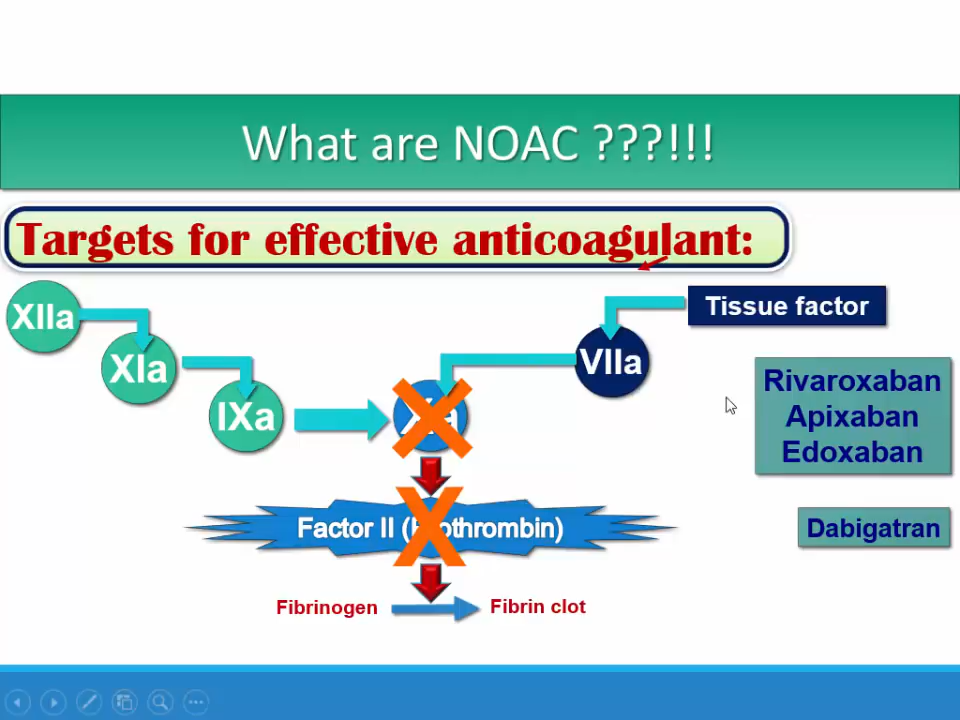 What are NOAC ???!!!
Targets for effective anticoagulant:
XIIa
Tissue factor
XIa
VIIa
Rivaroxaban
Apixaban
Edoxaban
IXa
Factor II (
thrombin)
Dabigatran
Fibrinogen
Fibrin clot